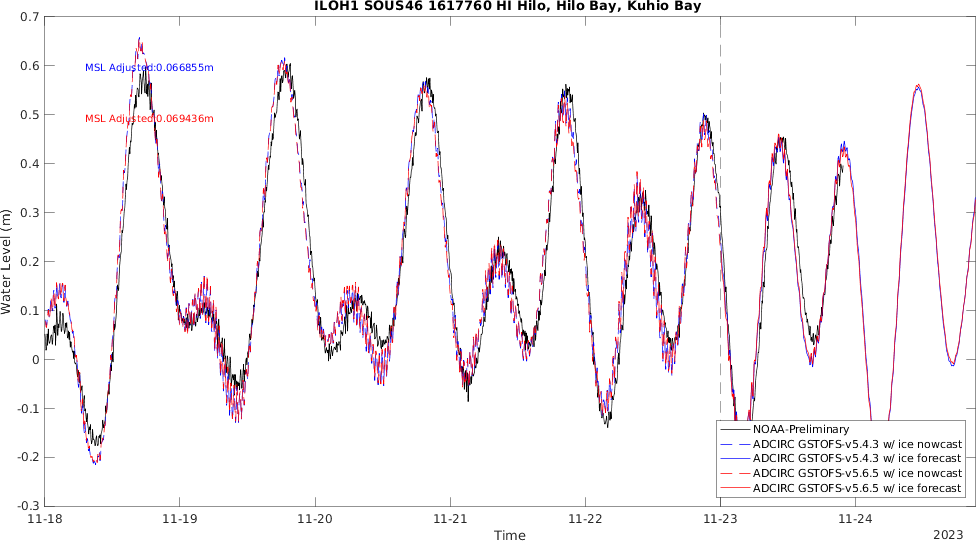 ILOH1 SOUS46 1617760 HI Hilo, Hilo Bay, Kuhio Bay
0.7
0.6
0.5
0.4
0.3
0.2
0.1
0
-0.1
-0.2
-0.3
Water Level (m)
MSL Adjusted:0.066855m
MSL Adjusted:0.069436m
NOAA-Preliminary
ADCIRC GSTOFS-v5.4.3 w/ ice nowcast
ADCIRC GSTOFS-v5.4.3 w/ ice forecast
ADCIRC GSTOFS-v5.6.5 w/ ice nowcast
ADCIRC GSTOFS-v5.6.5 w/ ice forecast
11-18 11-19 11-20 11-21 11-22 11-23 11-24
Time
2023